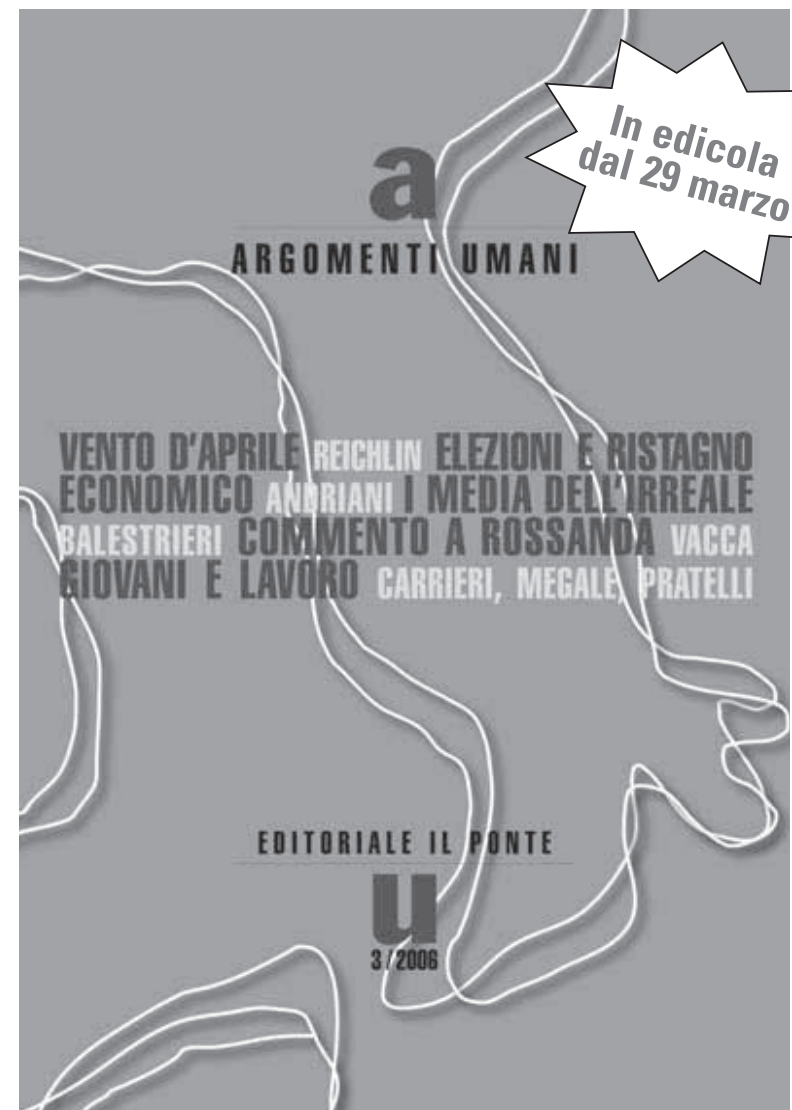 In edicola
dal 29 marzo
a
ARGOMENTI UMANI
VENTO D'APRILE REICHLIN ELEZIONI E RISTAGNO
ECONOMICO ANDRIANI I MEDIA DELL'IRREALE
BALESTRIERI COMMENTO A ROSSANDA VACCA
GIOVANI E LAVORO CARRIERI, MEGALE, PRATELLI
EDITORIALE IL PONTE
u
3/2006